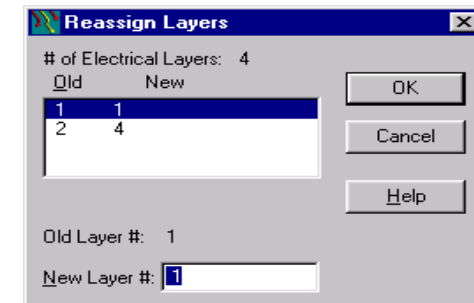 Reassign Layers
# of Electrical Layers: 4
Old New
1 1
2 4
OK
Cancel
Help
Old Layer #: 1
New Layer #: 1